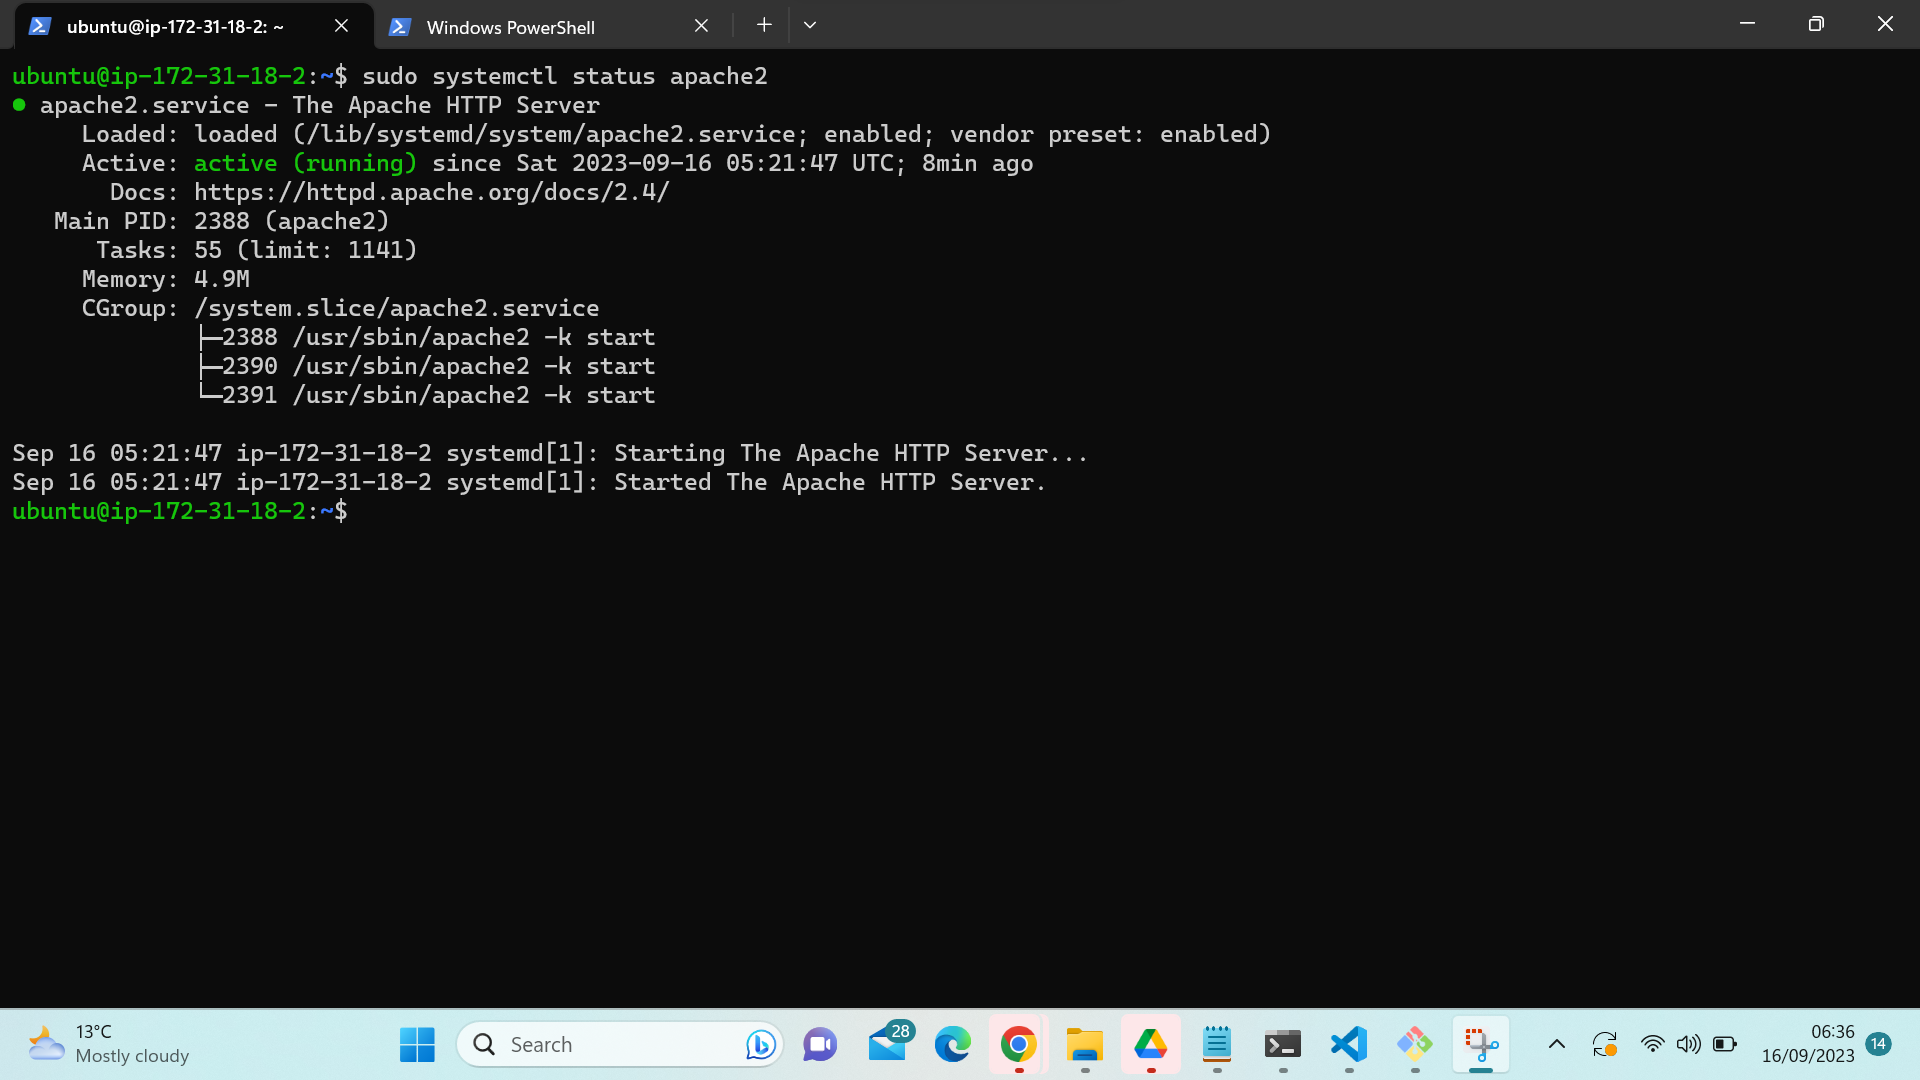 ubuntu@ip-172-31-18-2: ~
Windows PowerShell
ubuntu@ip-172-31-18-2:~$ sudo systemctl status apache2
● apache2.service - The Apache HTTP Server
     Loaded: loaded (/lib/systemd/system/apache2.service; enabled; vendor preset: enabled)
     Active: active (running) since Sat 2023-09-16 05:21:47 UTC; 8min ago
       Docs: https://httpd.apache.org/docs/2.4/
   Main PID: 2388 (apache2)
      Tasks: 55 (limit: 1141)
     Memory: 4.9M
     CGroup: /system.slice/apache2.service
             ├─2388 /usr/sbin/apache2 -k start
             ├─2390 /usr/sbin/apache2 -k start
             └─2391 /usr/sbin/apache2 -k start
Sep 16 05:21:47 ip-172-31-18-2 systemd[1]: Starting The Apache HTTP Server...
Sep 16 05:21:47 ip-172-31-18-2 systemd[1]: Started The Apache HTTP Server.
ubuntu@ip-172-31-18-2:~$
13°C
Mostly cloudy
Search
28
06:36
16/09/2023
14